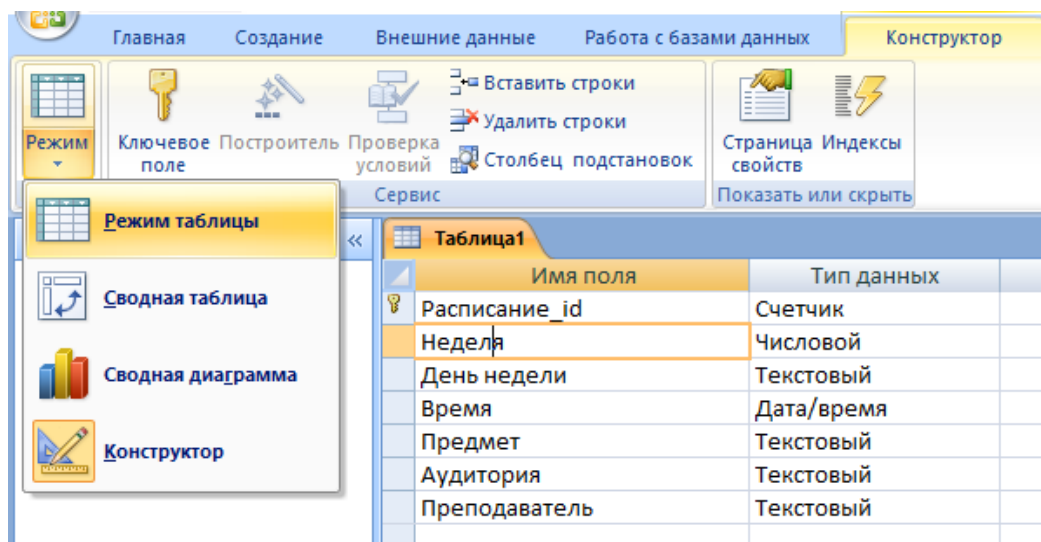 Главная Создание Внешние данные Работа с базами данных Конструктор
Режим
Ключевое поле
Построитель
Проверка условий
Вставить строки
Удалить строки
Столбец подстановок
Страница свойств
Индексы
Сервис
Показать или скрыть
Режим таблицы
Сводная таблица
Сводная диаграмма
Конструктор
«
Таблица1
Имя поля Тип данных
Расписание_id Счетчик
Неделя Числовой
День недели Текстовый
Время Дата/время
Предмет Текстовый
Аудитория Текстовый
Преподаватель Текстовый